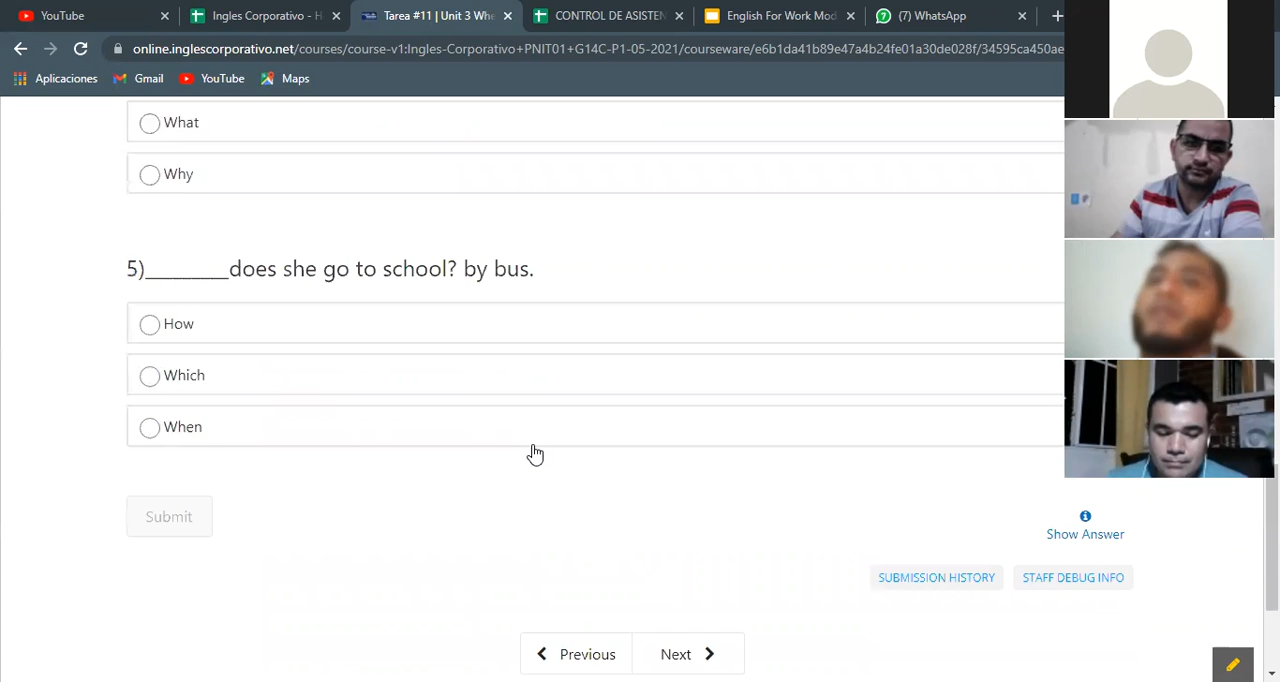 YouTube
Ingles Corporativo - H
Tarea #11 | Unit 3 Whe
CONTROL DE ASISTEN
English For Work Mod
(7) WhatsApp
online.inglescorporativo.net/courses/course-v1:Ingles-Corporativo+PNIT01+G14C-P1-05-2021/courseware/e6b1da41b89e47a4b24fe01a30de028f/34595ca450ae
Aplicaciones
Gmail
YouTube
Maps
What
Why
5)________does she go to school? by bus.
How
Which
When
Submit
Show Answer
SUBMISSION HISTORY
STAFF DEBUG INFO
Previous
Next